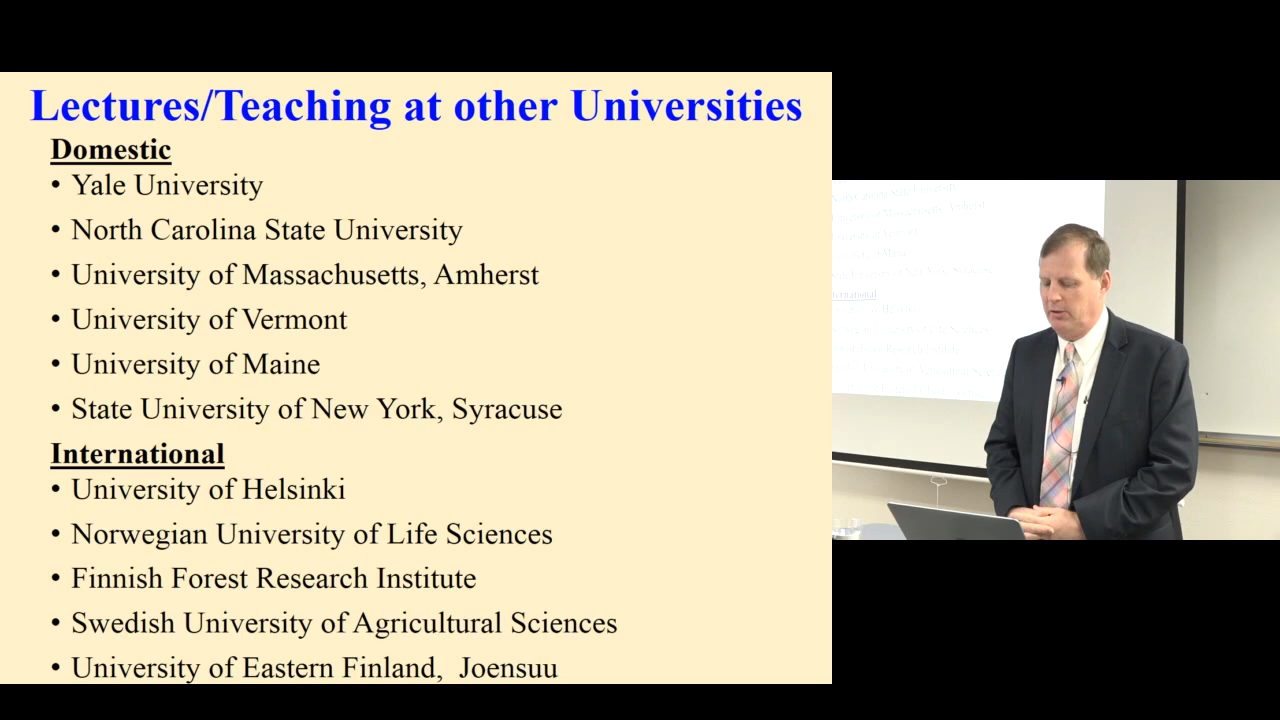 Lectures/Teaching at other Universities
Domestic
• Yale University
• North Carolina State University
• University of Massachusetts, Amherst
• University of Vermont
• University of Maine
• State University of New York, Syracuse
International
• University of Helsinki
• Norwegian University of Life Sciences
• Finnish Forest Research Institute
• Swedish University of Agricultural Sciences
• University of Eastern Finland,  Joensuu